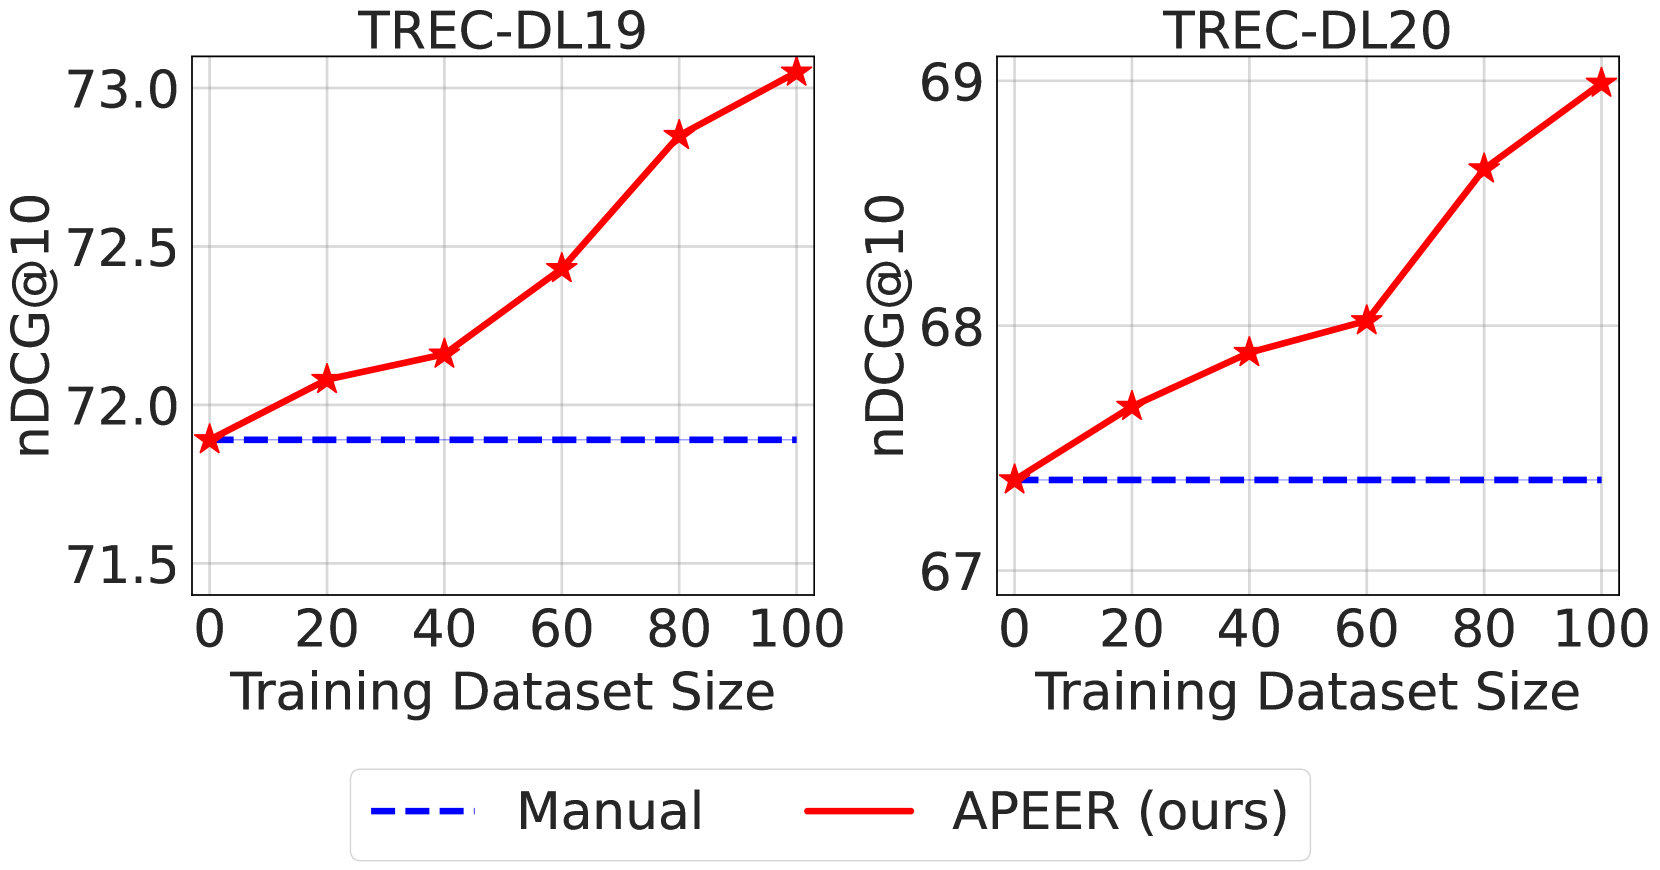 TREC-DL19
nDCG@10
73.0
72.5
72.0
71.5
0 20 40 60 80 100
Training Dataset Size
TREC-DL20
nDCG@10
69
68
67
0 20 40 60 80 100
Training Dataset Size
Manual
APEER (ours)